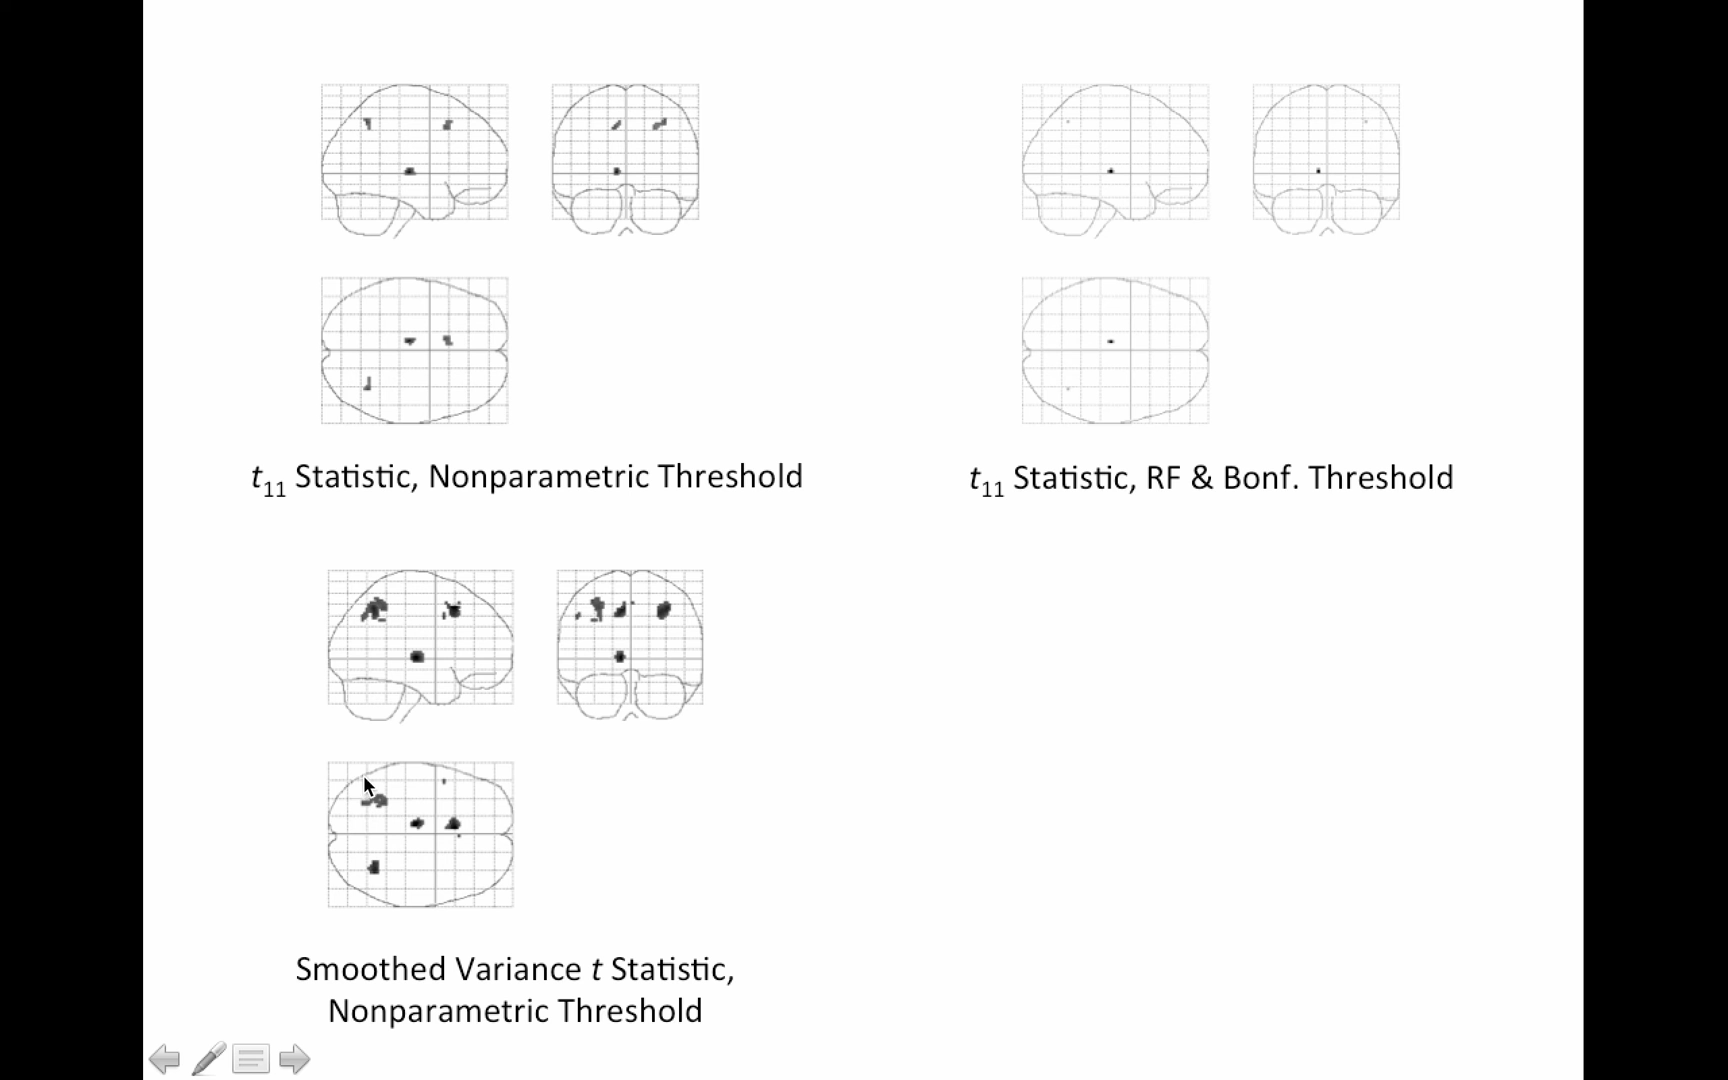 t11 Statistic, Nonparametric Threshold
t11 Statistic, RF & Bonf. Threshold
Smoothed Variance t Statistic,
Nonparametric Threshold